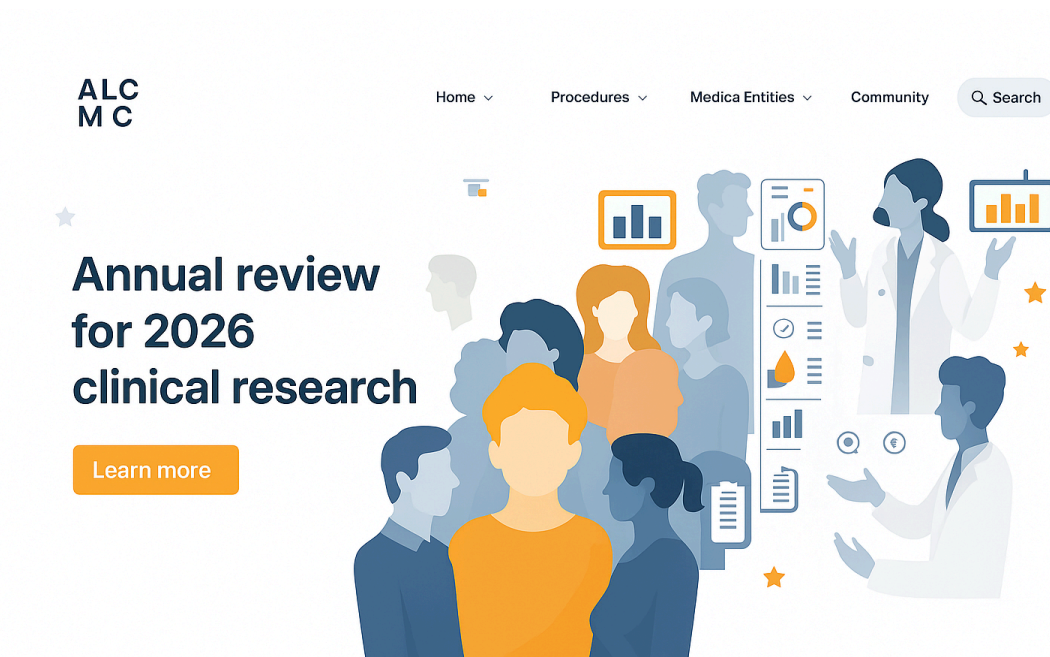 ALC
M C
Home
Procedures
Medica Entities
Community
Search
Annual review
for 2026
clinical research
Learn more
€